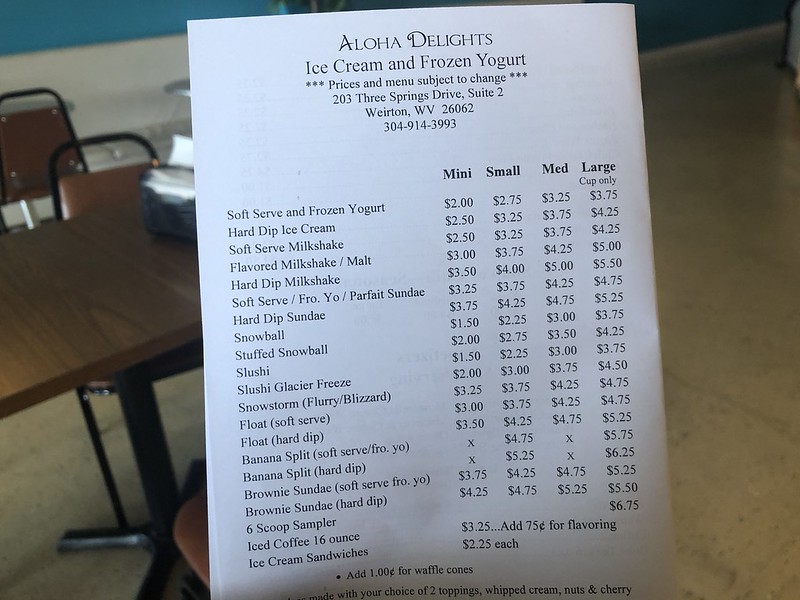 ALOHA DELIGHTS
Ice Cream and Frozen Yogurt
*** Prices and menu subject to change ***
203 Three Springs Drive, Suite 2
Weirton, WV 26062
304-914-3993
Mini Small Med Large
Cup only
Soft Serve and Frozen Yogurt $2.00 $2.75 $3.25 $3.75
Hard Dip Ice Cream $2.50 $3.25 $3.75 $4.25
Soft Serve Milkshake $2.50 $3.25 $3.75 $4.25
Flavored Milkshake / Malt $3.00 $3.75 $4.25 $5.00
Hard Dip Milkshake $3.50 $4.00 $5.00 $5.50
Soft Serve / Fro. Yo / Parfait Sundae $3.25 $3.75 $4.25 $4.75
Hard Dip Sundae $3.75 $4.25 $4.75 $5.25
Snowball $1.50 $2.25 $3.00 $3.75
Stuffed Snowball $2.00 $2.75 $3.50 $4.25
Slushi $1.50 $2.25 $3.00 $3.75
Slushi Glacier Freeze $2.00 $3.00 $3.75 $4.50
Snowstorm (Flurry/Blizzard) $3.25 $3.75 $4.25 $4.75
Float (soft serve) $3.00 $3.75 $4.25 $4.75
Float (hard dip) $3.50 $4.25 $4.75 $5.25
Banana Split (soft serve/fro. yo) x $4.75 x $5.75
Banana Split (hard dip) x $5.25 x $6.25
Brownie Sundae (soft serve fro. yo) $3.75 $4.25 $4.75 $5.25
Brownie Sundae (hard dip) $4.25 $4.75 $5.25 $5.50
6 Scoop Sampler $6.75
Iced Coffee 16 ounce $3.25...Add 75¢ for flavoring
Ice Cream Sandwiches $2.25 each
• Add 1.00¢ for waffle cones
made with your choice of 2 toppings, whipped cream, nuts & cherry